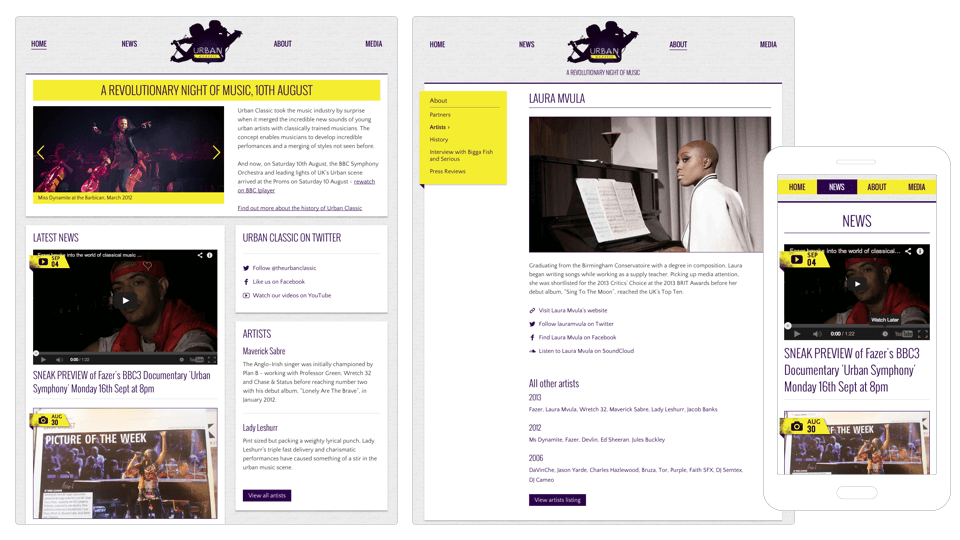 HOME NEWS URBAN CLASSIC ABOUT MEDIA
A REVOLUTIONARY NIGHT OF MUSIC, 10TH AUGUST
Miss Dynamite at the Barbican, March 2012
Urban Classic took the music industry by surprise
when it merged the incredible new sounds of young
urban artists with classically trained musicians. The
concept enables musicians to develop incredible
perfomances and a merging of styles not seen before.
And now, on Saturday 10th August, the BBC Symphony
Orchestra and leading lights of UK's Urban scene
arrived at the Proms on Saturday 10 August - rewatch
on BBC Iplayer
Find out more about the history of Urban Classic
LATEST NEWS
into the world of classical music ...
SEP
04
0:00 / 1:22
YouTube
SNEAK PREVIEW of Fazer's BBC3 Documentary 'Urban
Symphony' Monday 16th Sept at 8pm
AUG
30
PICTURE OF THE WEEK
URBAN CLASSIC ON TWITTER
Follow @theurbanclassic
Like us on Facebook
Watch our videos on YouTube
ARTISTS
Maverick Sabre
The Anglo-Irish singer was initially championed by
Plan B - working with Professor Green, Wretch 32
and Chase & Status before reaching number two
with his debut album, "Lonely Are The Brave", in
January 2012.
Lady Leshurr
Pint sized but packing a weighty lyrical punch, Lady
Leshurr's triple fast delivery and charismatic
performances have caused something of a stir in the
urban music scene.
View all artists
HOME NEWS URBAN CLASSIC ABOUT MEDIA
A REVOLUTIONARY NIGHT OF MUSIC
About
Partners
Artists ›
History
Interview with Bigga Fish
and Serious
Press Reviews
LAURA MVULA
Graduating from the Birmingham Conservatoire with a degree in composition, Laura
began writing songs while working as a supply teacher. Picking up media attention,
she was shortlisted for the 2013 Critics' Choice at the 2013 BRIT Awards before her
debut album, "Sing To The Moon", reached the UK's Top Ten.
Visit Laura Mvula's website
Follow lauramvula on Twitter
Find Laura Mvula on Facebook
Listen to Laura Mvula on SoundCloud
All other artists
2013
Fazer, Laura Mvula, Wretch 32, Maverick Sabre, Lady Leshurr, Jacob Banks
2012
Ms Dynamite, Fazer, Devlin, Ed Sheeran, Jules Buckley
2006
DaVinChe, Jason Yarde, Charles Hazlewood, Bruza, Tor, Purple, Faith SFX, DJ Semtex,
DJ Cameo
View artists listing
HOME NEWS ABOUT MEDIA
NEWS
into the world of classical...
SEP
04
Watch Later
0:00 / 1:22
YouTube
SNEAK PREVIEW of Fazer's BBC3
Documentary 'Urban Symphony'
Monday 16th Sept at 8pm
AUG
30
PICTURE OF THE WEEK